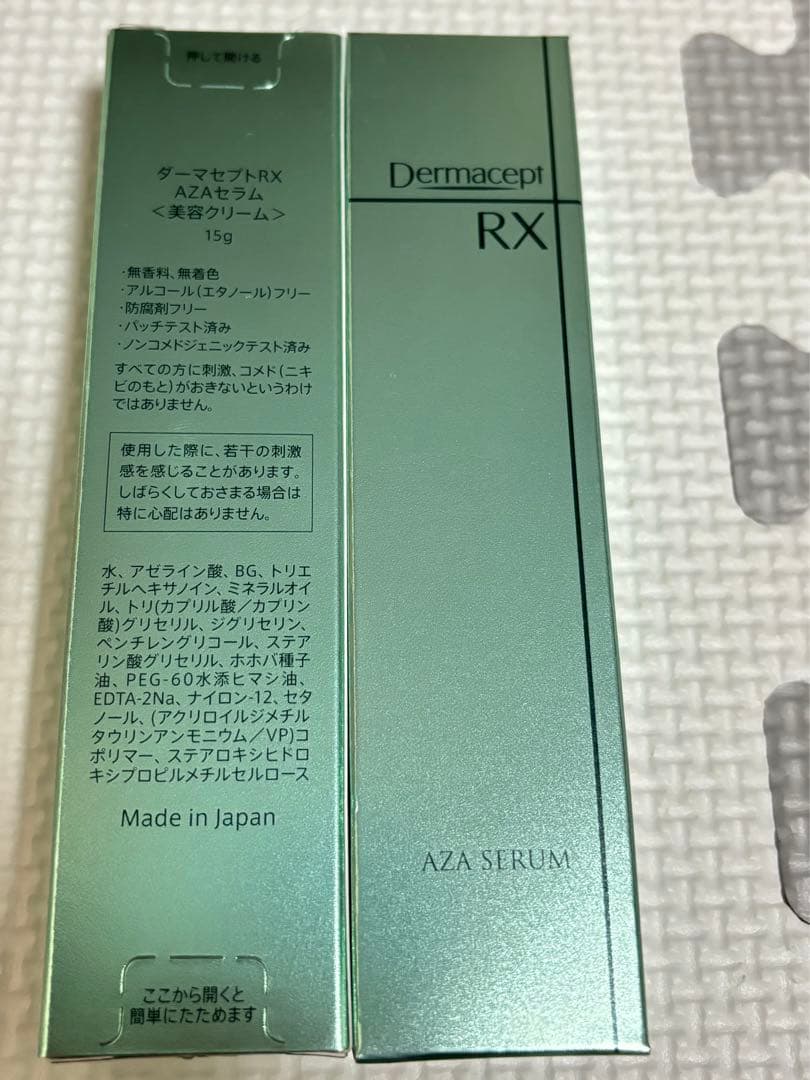 押して開ける
ダーマセプトRX
AZAセラム
＜美容クリーム＞
15g
・無香料、無着色
・アルコール（エタノール）フリー
・防腐剤フリー
・パッチテスト済み
・ノンコメドジェニックテスト済み
すべての方に刺激、コメド（ニキ
ビのもと）がおきないというわけ
ではありません。
使用した際に、若干の刺激
感を感じることがあります。
しばらくしておさまる場合は
特に心配はありません。
水、アゼライン酸、BG、トリエ
チルヘキサノイン、ミネラルオイ
ル、トリ(カプリル酸／カプリン
酸)グリセリル、ジグリセリン、
ペンチレングリコール、ステア
リン酸グリセリル、ホホバ種子
油、PEG-60水添ヒマシ油、
EDTA-2Na、ナイロン-12、セタ
ノール、(アクリロイルジメチル
タウリンアンモニウム／VP)コ
ポリマー、ステアロキシヒドロ
キシプロピルメチルセルロース
Made in Japan
ここから開くと
簡単にたためます
Dermacept
RX
AZA SERUM